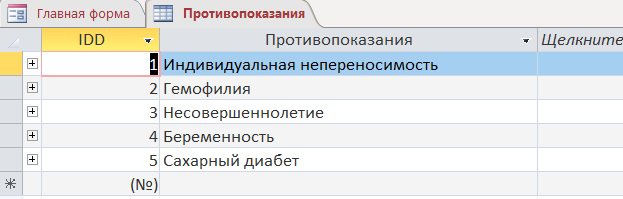 Главная форма Противопоказания
IDD Противопоказания Щелкните
1 Индивидуальная непереносимость
2 Гемофилия
3 Несовершеннолетие
4 Беременность
5 Сахарный диабет
(№)